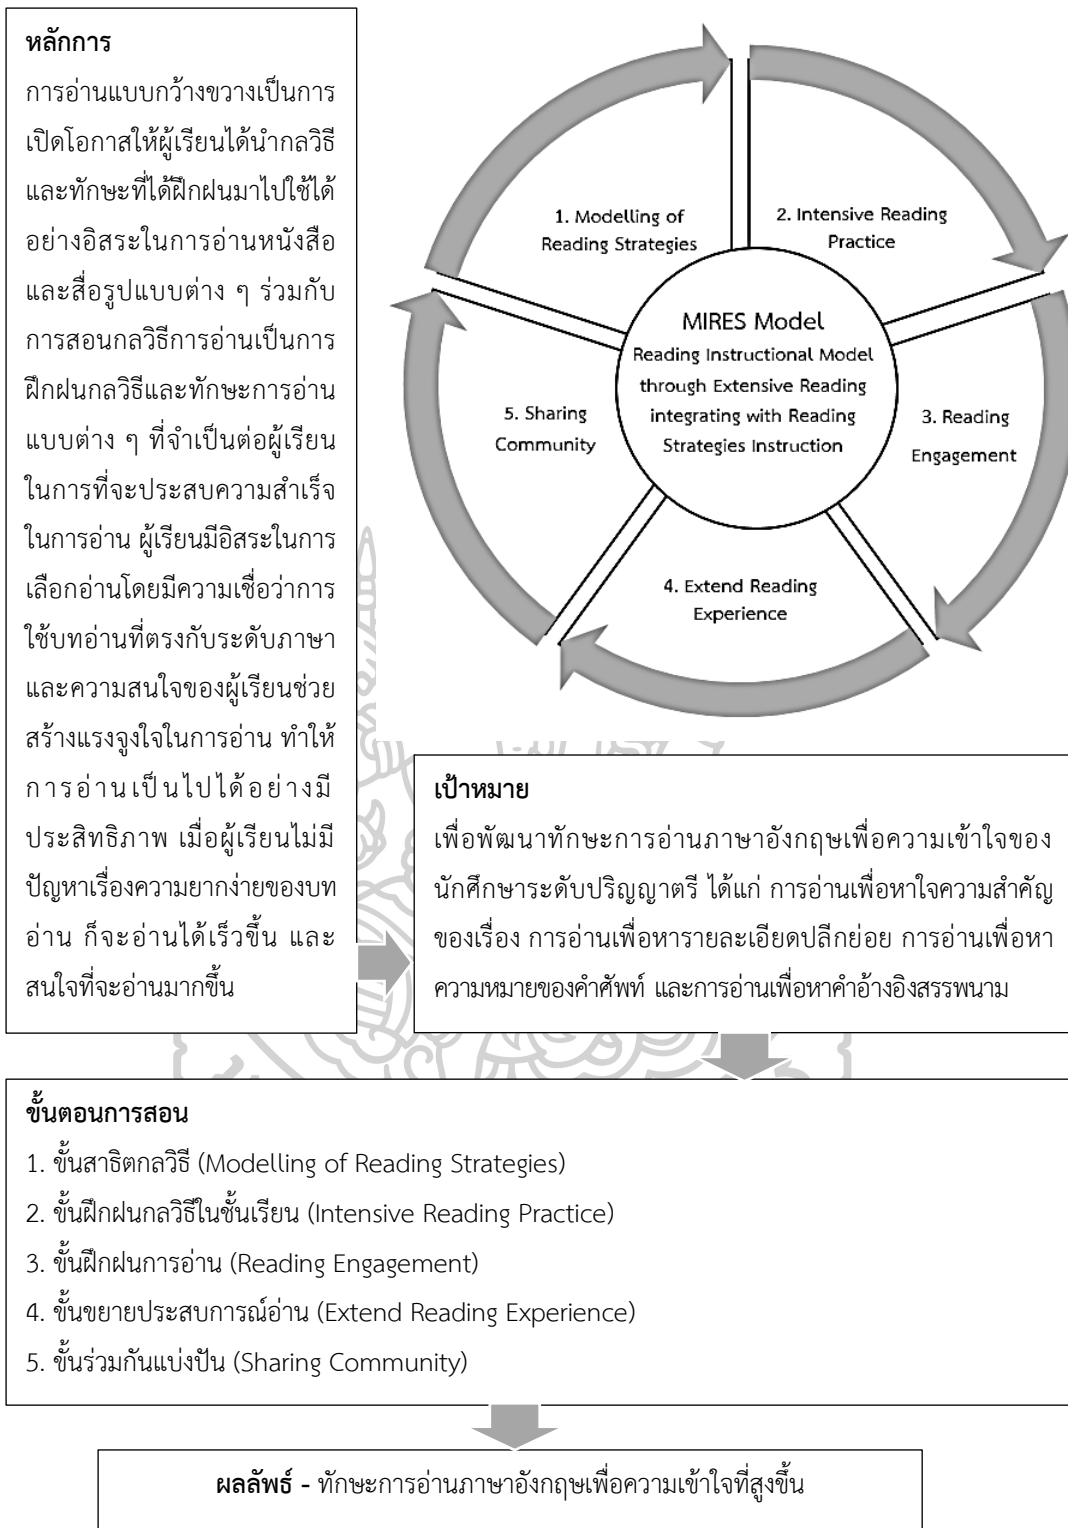 หลักการ
การอ่านแบบกว้างขวางเป็นการ
เปิดโอกาสให้ผู้เรียนได้นำกลวิธี
และทักษะที่ได้ฝึกฝนมาไปใช้ได้
อย่างอิสระในการอ่านหนังสือ
และสื่อรูปแบบต่าง ๆ ร่วมกับ
การสอนกลวิธีการอ่านเป็นการ
ฝึกฝนกลวิธีและทักษะการอ่าน
แบบต่าง ๆ ที่จำเป็นต่อผู้เรียน
ในการที่จะประสบความสำเร็จ
ในการอ่าน ผู้เรียนมีอิสระในการ
เลือกอ่านโดยมีความเชื่อว่าการ
ใช้บทอ่านที่ตรงกับระดับภาษา
และความสนใจของผู้เรียนช่วย
สร้างแรงจูงใจในการอ่าน ทำให้
การอ่านเป็นไปได้อย่างมี
ประสิทธิภาพ เมื่อผู้เรียนไม่มี
ปัญหาเรื่องความยากง่ายของบท
อ่าน ก็จะอ่านได้เร็วขึ้น และ
สนใจที่จะอ่านมากขึ้น
1. Modelling of
Reading Strategies
2. Intensive Reading
Practice
MIRES Model
Reading Instructional Model
through Extensive Reading
integrating with Reading
Strategies Instruction
3. Reading
Engagement
4. Extend Reading
Experience
5. Sharing
Community
เป้าหมาย
เพื่อพัฒนาทักษะการอ่านภาษาอังกฤษเพื่อความเข้าใจของ
นักศึกษาระดับปริญญาตรี ได้แก่ การอ่านเพื่อหาใจความสำคัญ
ของเรื่อง การอ่านเพื่อหารายละเอียดปลีกย่อย การอ่านเพื่อหา
ความหมายของคำศัพท์ และการอ่านเพื่อหาคำอ้างอิงสรรพนาม
ขั้นตอนการสอน
1. ขั้นสาธิตกลวิธี (Modelling of Reading Strategies)
2. ขั้นฝึกฝนกลวิธีในชั้นเรียน (Intensive Reading Practice)
3. ขั้นฝึกฝนการอ่าน (Reading Engagement)
4. ขั้นขยายประสบการณ์อ่าน (Extend Reading Experience)
5. ขั้นร่วมกันแบ่งปัน (Sharing Community)
ผลลัพธ์ - ทักษะการอ่านภาษาอังกฤษเพื่อความเข้าใจที่สูงขึ้น